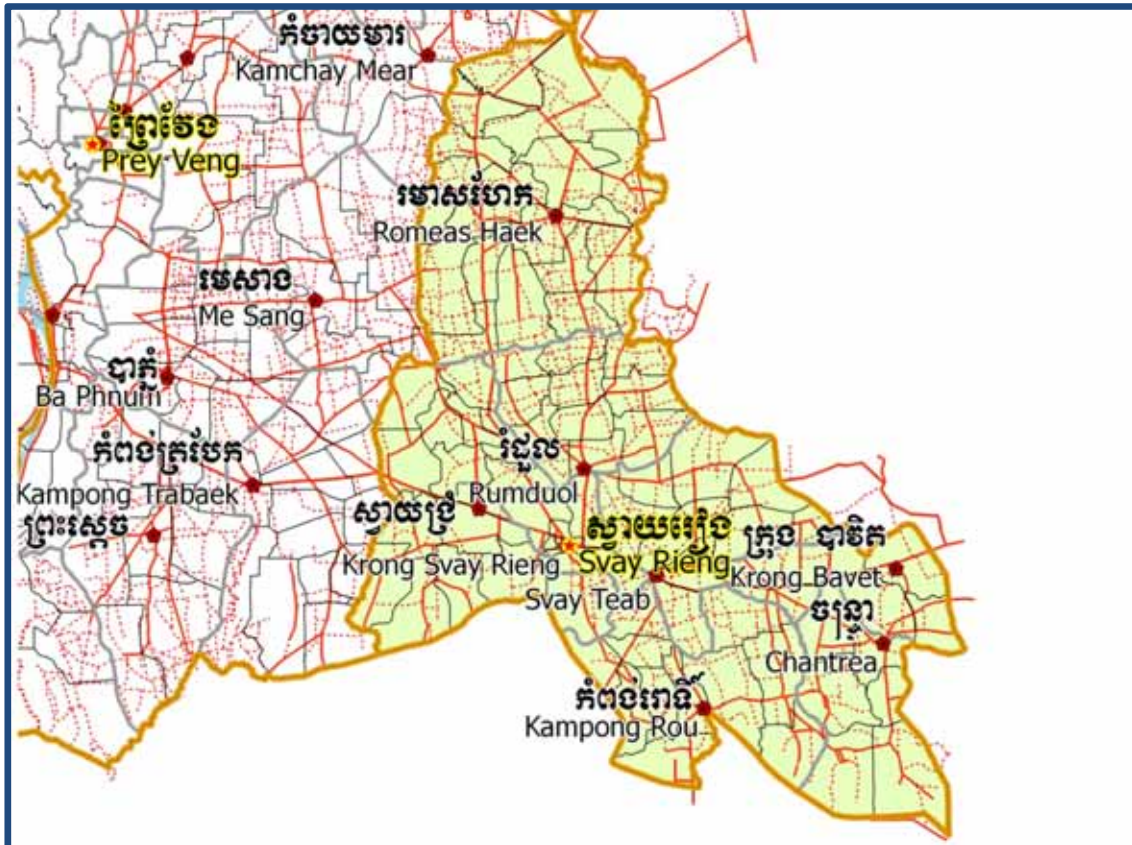 កំចាយមារ
Kamchay Mear
ព្រៃវែង
Prey Veng
រមាសហែក
Romeas Haek
មេសាង
Me Sang
បាភ្នំ
Ba Phnum
កំពង់ត្របែក
Kampong Trabaek
ព្រះស្តេច
រំដួល
Rumduol
ស្វាយជ្រំ
Krong Svay Rieng
ស្វាយរៀង
Svay Rieng
Svay Teab
ក្រុង បាវិត
Krong Bavet
ចន្ទ្រា
Chantrea
កំពង់រោទិ៍
Kampong Rou